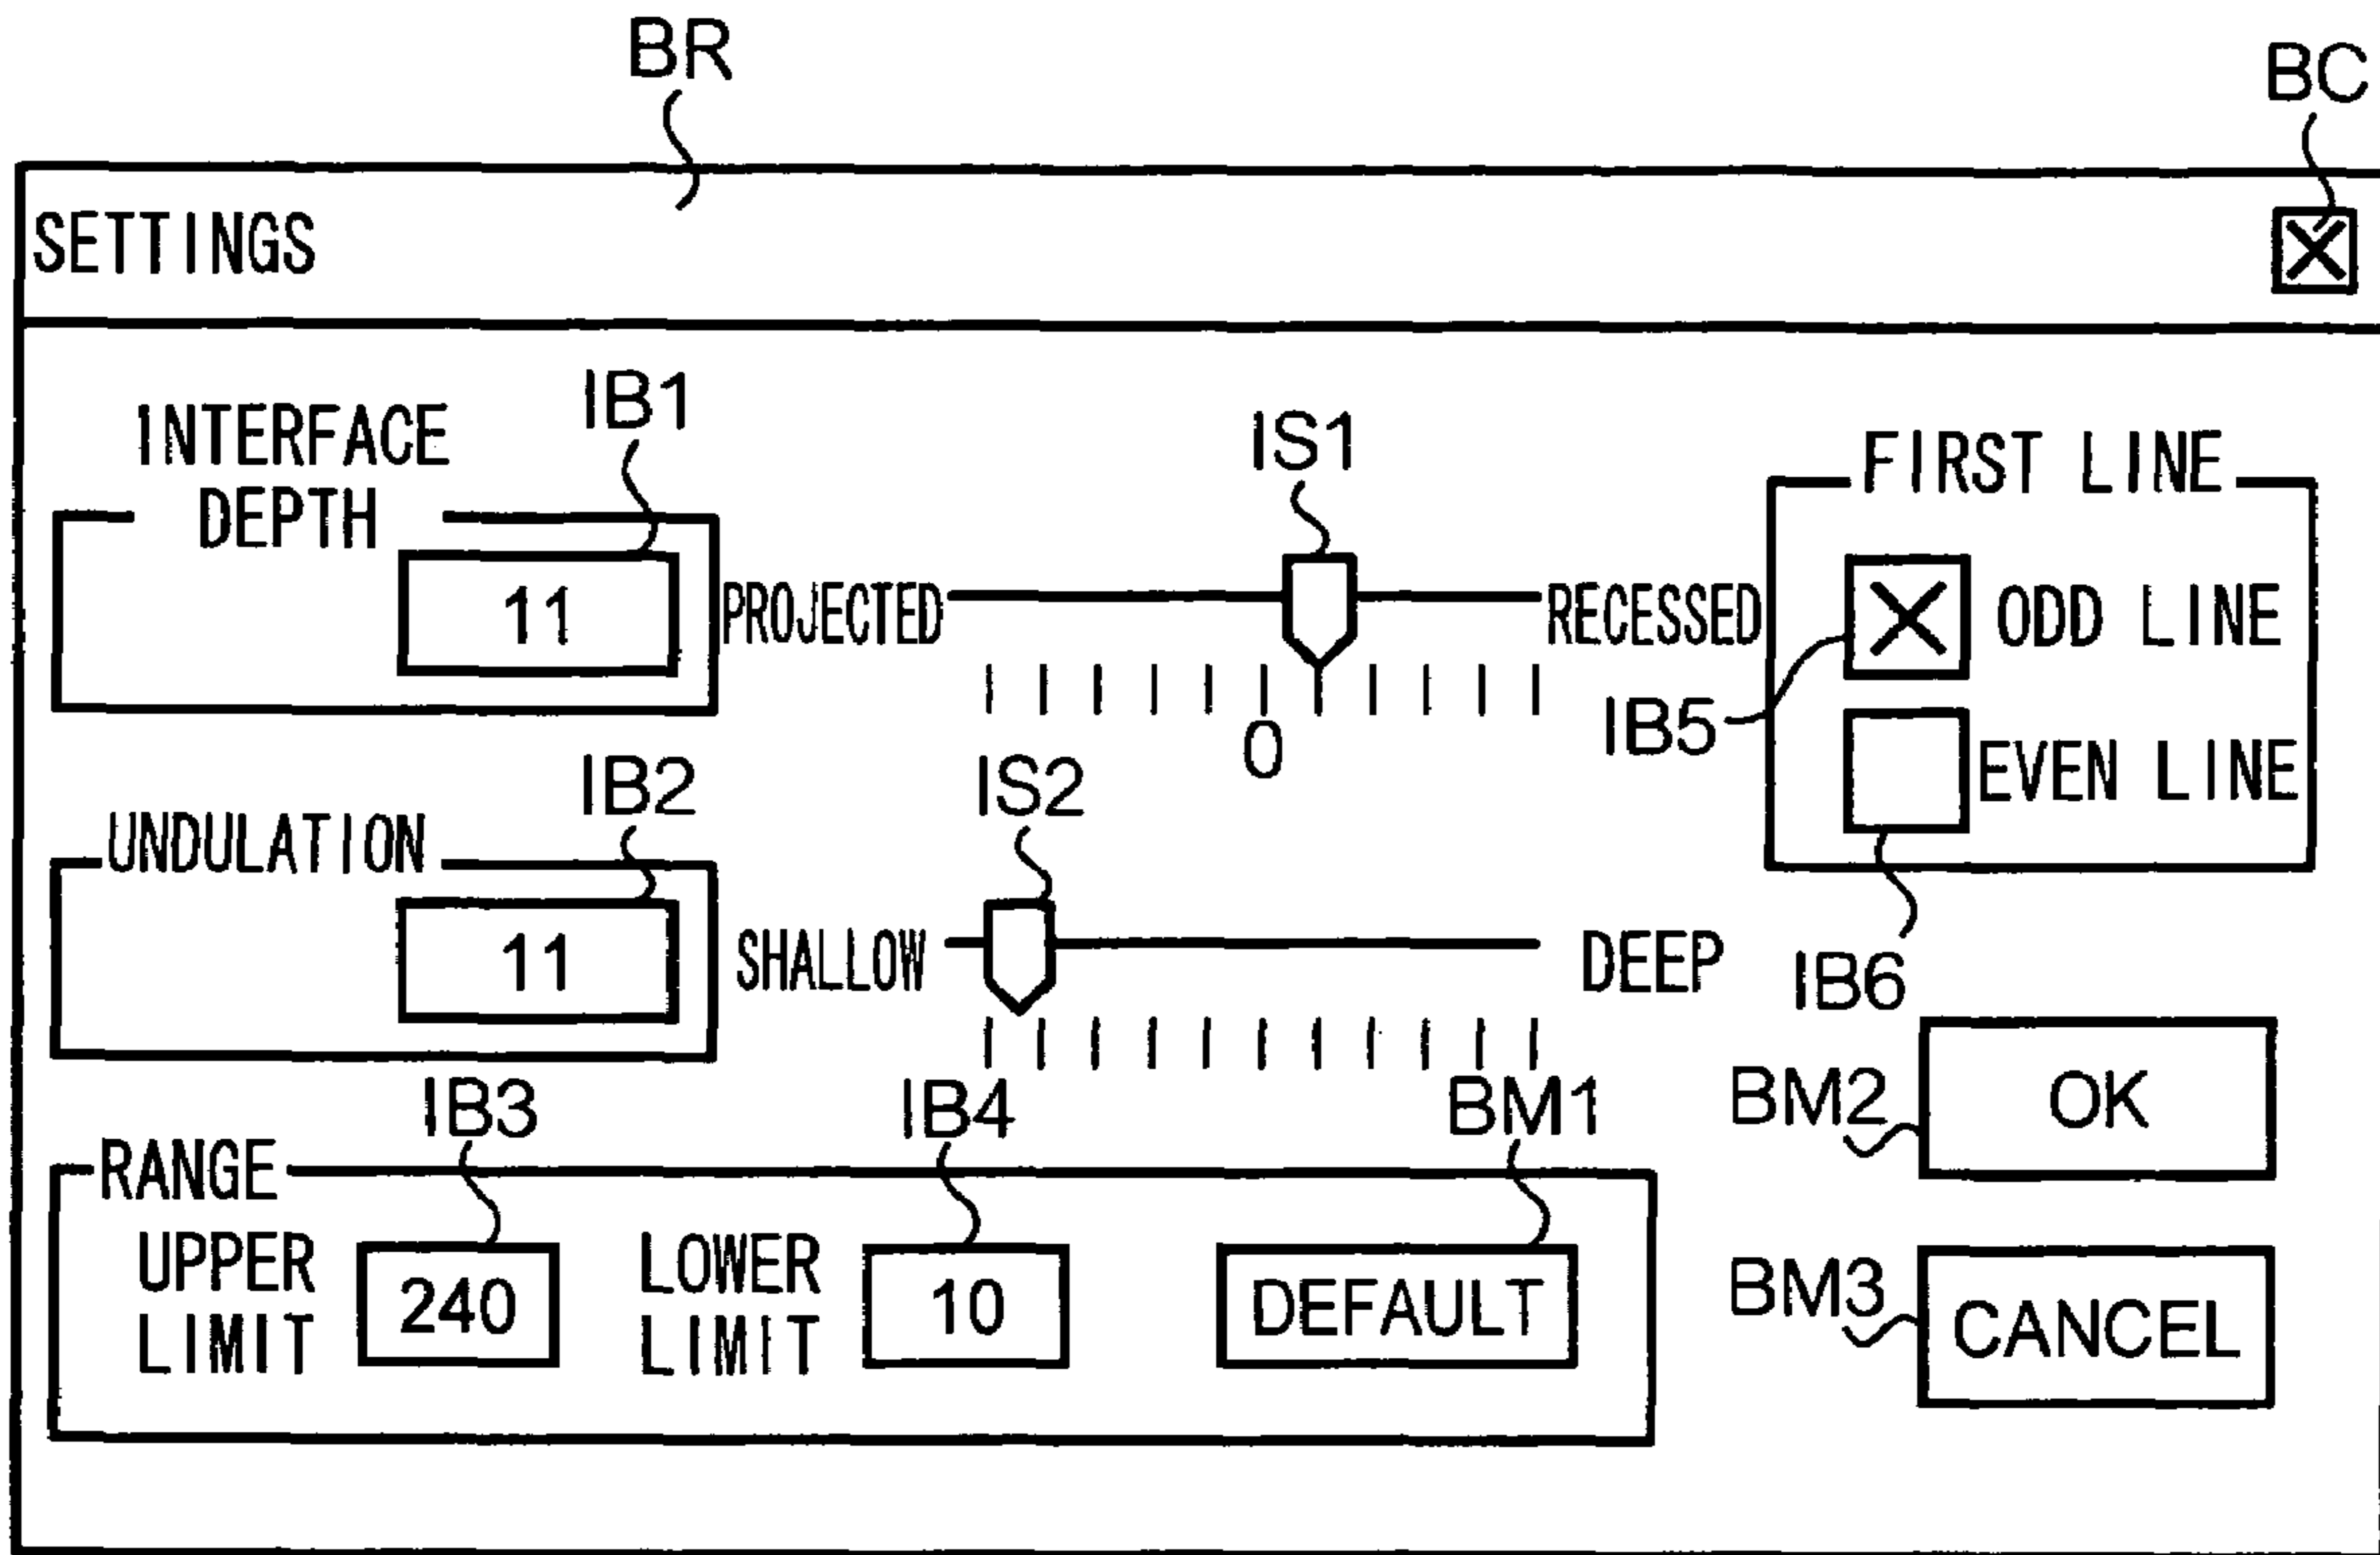 BR
BC
SETTINGS
INTERFACE
DEPTH
IB1
11
PROJECTED
IS1
RECESSED
0
FIRST LINE
ODD LINE
IB5
EVEN LINE
IB6
UNDULATION
IB2
11
SHALLOW
IS2
DEEP
RANGE
UPPER
LIMIT
IB3
240
LOWER
LIMIT
IB4
10
BM1
DEFAULT
BM2
OK
BM3
CANCEL